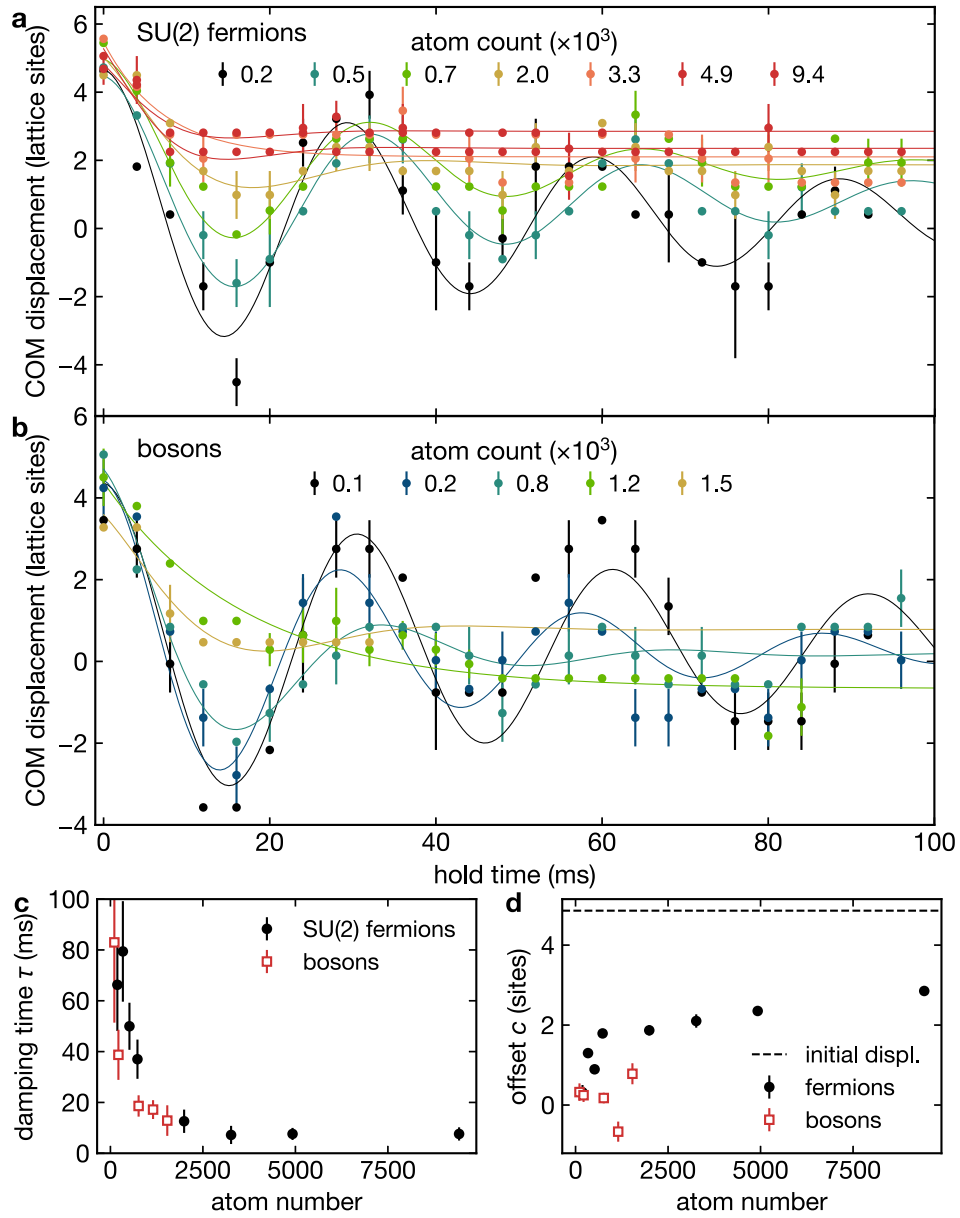 a
SU(2) fermions
atom count (×10³)
0.2 0.5 0.7 2.0 3.3 4.9 9.4
COM displacement (lattice sites)
6
4
2
0
−2
−4
6
b
bosons
atom count (×10³)
0.1 0.2 0.8 1.2 1.5
COM displacement (lattice sites)
4
2
0
−2
−4
0 20 40 60 80 100
hold time (ms)
c
SU(2) fermions
bosons
damping time τ (ms)
100
80
60
40
20
0
0 2500 5000 7500
atom number
d
initial displ.
fermions
bosons
offset c (sites)
4
2
0
0 2500 5000 7500
atom number